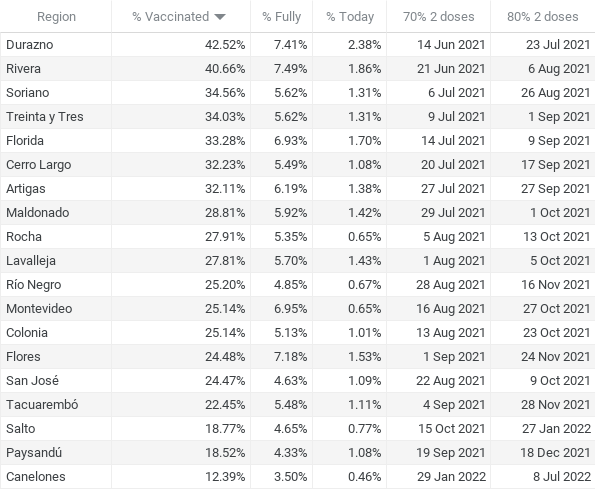 Region % Vaccinated % Fully % Today 70% 2 doses 80% 2 doses
Durazno 42.52% 7.41% 2.38% 14 Jun 2021 23 Jul 2021
Rivera 40.66% 7.49% 1.86% 21 Jun 2021 6 Aug 2021
Soriano 34.56% 5.62% 1.31% 6 Jul 2021 26 Aug 2021
Treinta y Tres 34.03% 5.62% 1.31% 9 Jul 2021 1 Sep 2021
Florida 33.28% 6.93% 1.70% 14 Jul 2021 9 Sep 2021
Cerro Largo 32.23% 5.49% 1.08% 20 Jul 2021 17 Sep 2021
Artigas 32.11% 6.19% 1.38% 27 Jul 2021 27 Sep 2021
Maldonado 28.81% 5.92% 1.42% 29 Jul 2021 1 Oct 2021
Rocha 27.91% 5.35% 0.65% 5 Aug 2021 13 Oct 2021
Lavalleja 27.81% 5.70% 1.43% 1 Aug 2021 5 Oct 2021
Río Negro 25.20% 4.85% 0.67% 28 Aug 2021 16 Nov 2021
Montevideo 25.14% 6.95% 0.65% 16 Aug 2021 27 Oct 2021
Colonia 25.14% 5.13% 1.01% 13 Aug 2021 23 Oct 2021
Flores 24.48% 7.18% 1.53% 1 Sep 2021 24 Nov 2021
San José 24.47% 4.63% 1.09% 22 Aug 2021 9 Oct 2021
Tacuarembó 22.45% 5.48% 1.11% 4 Sep 2021 28 Nov 2021
Salto 18.77% 4.65% 0.77% 15 Oct 2021 27 Jan 2022
Paysandú 18.52% 4.33% 1.08% 19 Sep 2021 18 Dec 2021
Canelones 12.39% 3.50% 0.46% 29 Jan 2022 8 Jul 2022